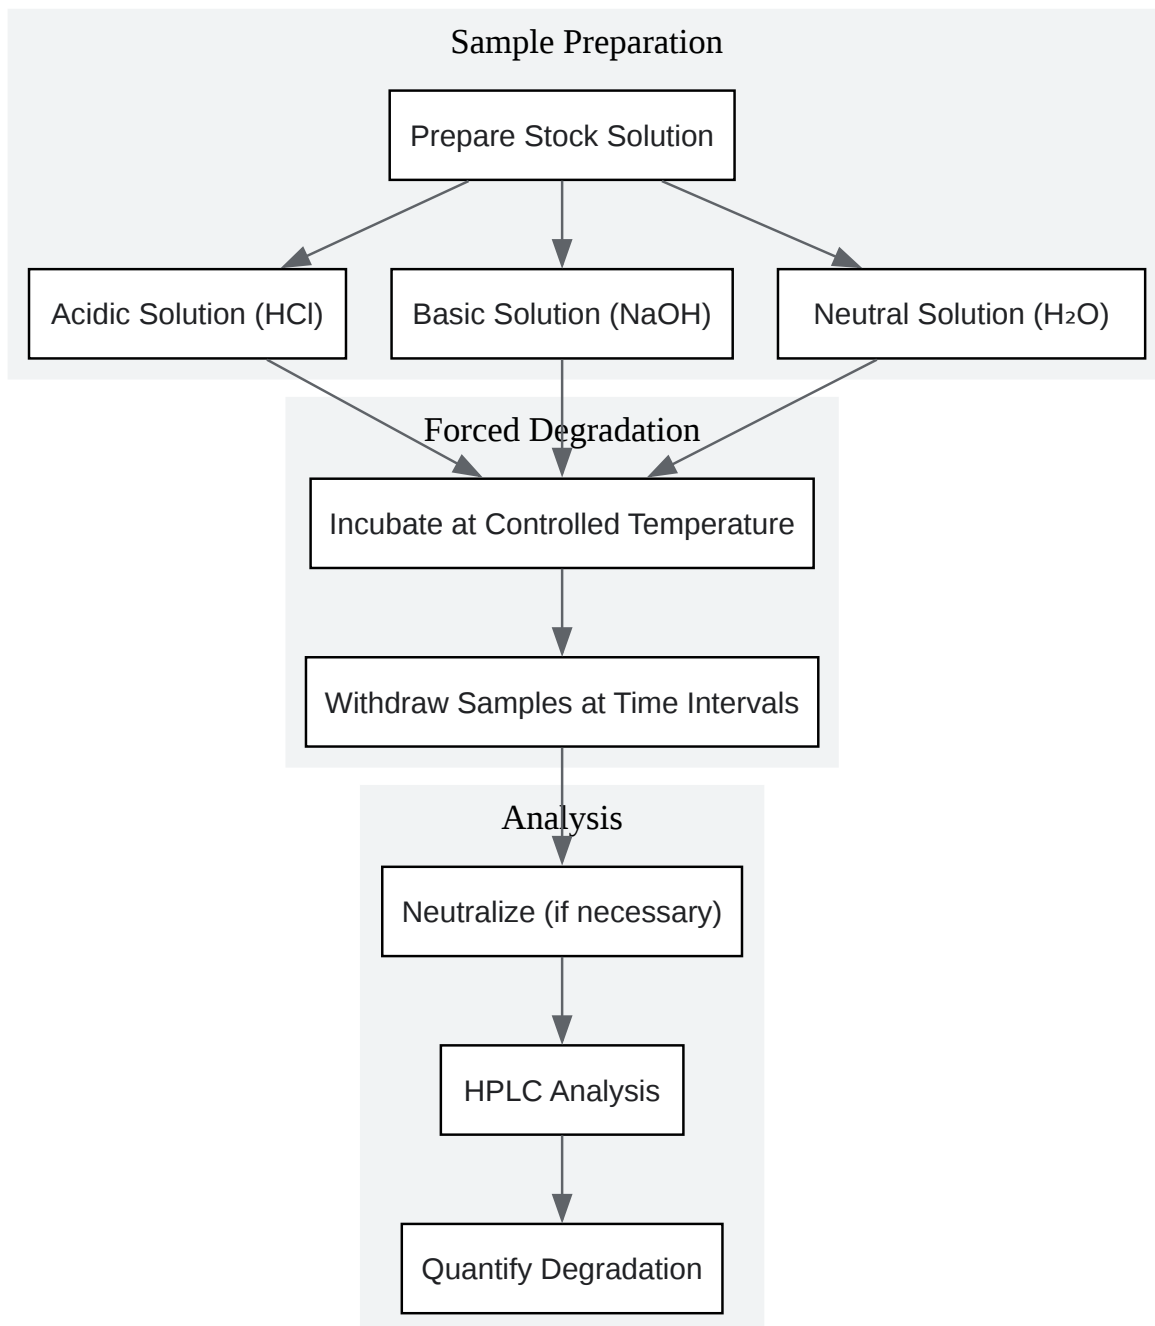 Sample Preparation
Prepare Stock Solution
Acidic Solution (HCl)
Basic Solution (NaOH)
Neutral Solution (H₂O)
Forced Degradation
Incubate at Controlled Temperature
Withdraw Samples at Time Intervals
Analysis
Neutralize (if necessary)
HPLC Analysis
Quantify Degradation